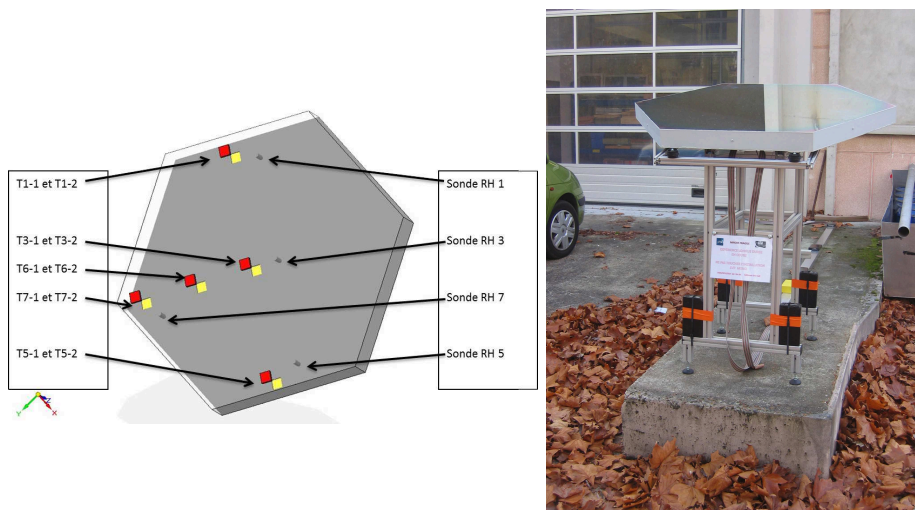 T1-1 et T1-2
T3-1 et T3-2
T6-1 et T6-2
T7-1 et T7-2
T5-1 et T5-2
Sonde RH 1
Sonde RH 3
Sonde RH 7
Sonde RH 5
Y
Z
X